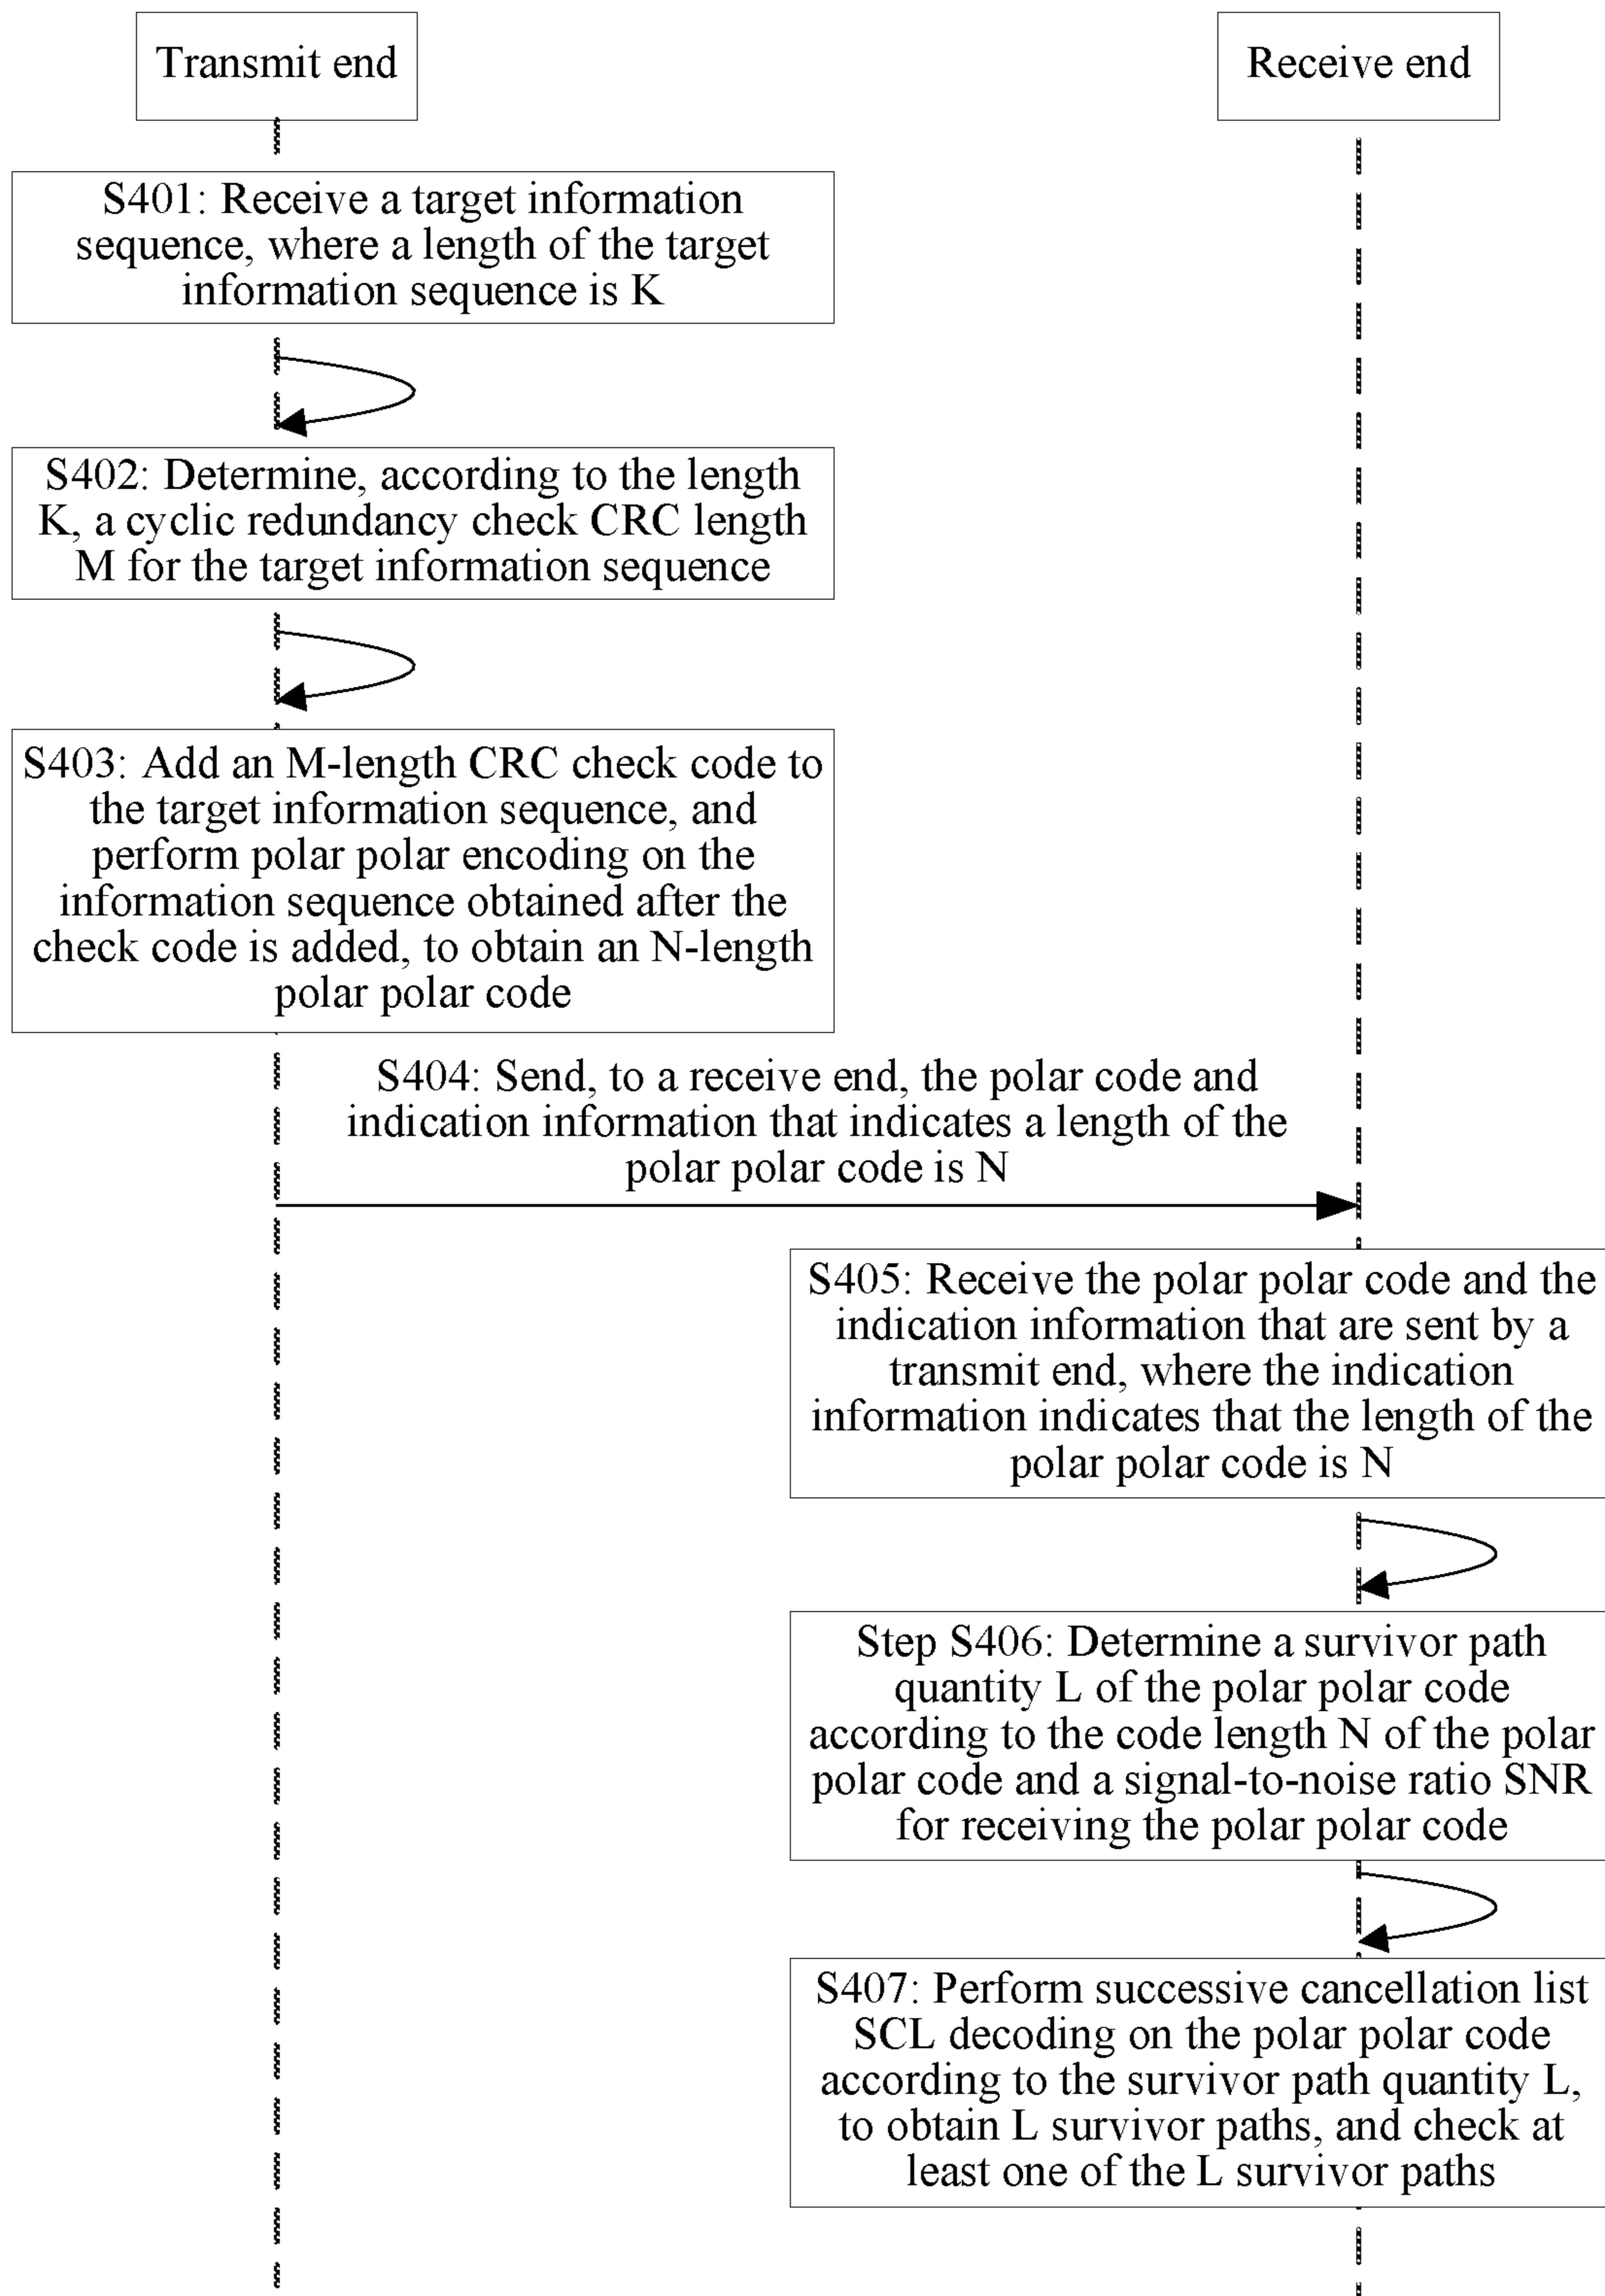 Transmit end
Receive end
S401: Receive a target information
sequence, where a length of the target
information sequence is K
S402: Determine, according to the length
K, a cyclic redundancy check CRC length
M for the target information sequence
S403: Add an M-length CRC check code to
the target information sequence, and
perform polar polar encoding on the
information sequence obtained after the
check code is added, to obtain an N-length
polar polar code
S404: Send, to a receive end, the polar code and
indication information that indicates a length of the
polar polar code is N
S405: Receive the polar polar code and the
indication information that are sent by a
transmit end, where the indication
information indicates that the length of the
polar polar code is N
Step S406: Determine a survivor path
quantity L of the polar polar code
according to the code length N of the polar
polar code and a signal-to-noise ratio SNR
for receiving the polar polar code
S407: Perform successive cancellation list
SCL decoding on the polar polar code
according to the survivor path quantity L,
to obtain L survivor paths, and check at
least one of the L survivor paths